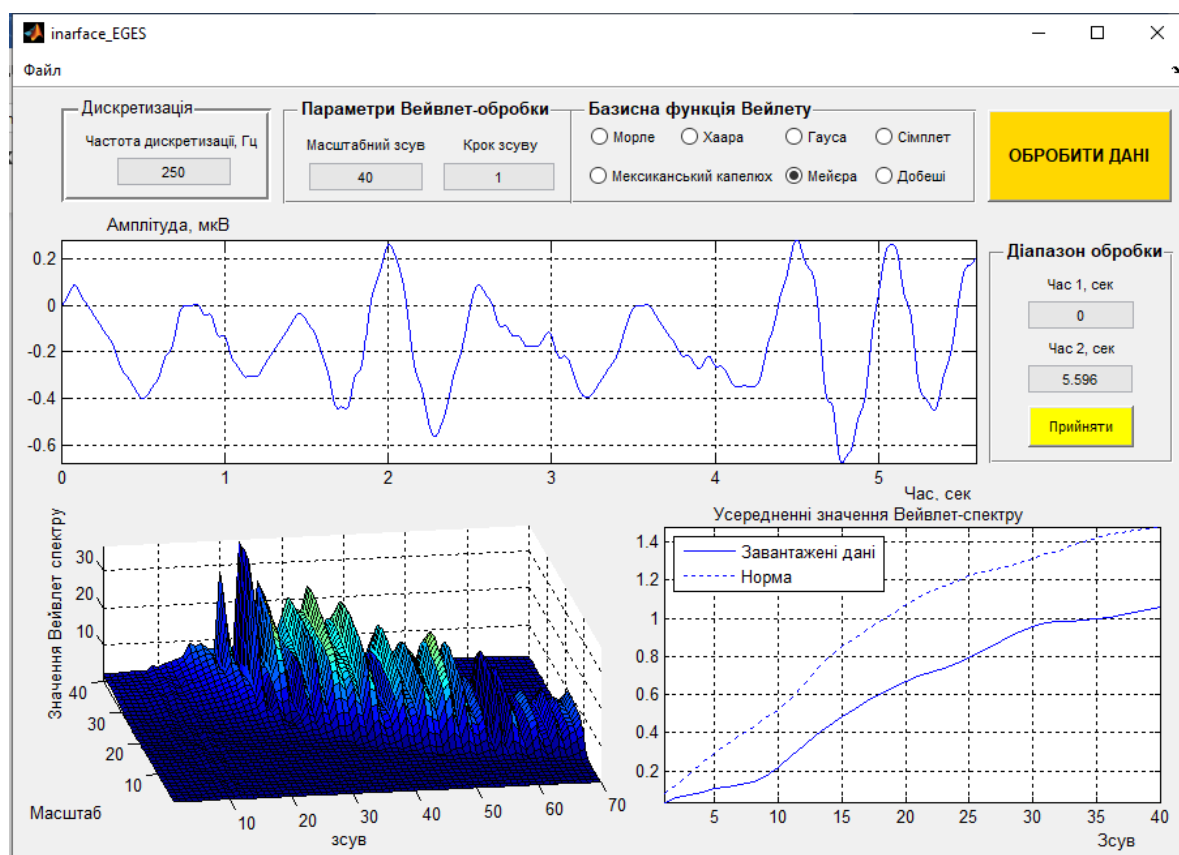 inarface_EGES
Файл
Дискретизація
Частота дискретизації, Гц
250
Параметри Вейвлет-обробки
Масштабний зсув
Крок зсуву
40
1
Базисна функція Вейлету
Морле
Хаара
Гауса
Сімплет
Мексиканський капелюх
Мейєра
Добеші
ОБРОБИТИ ДАНІ
Амплітуда, мкВ
0.2
0
-0.2
-0.4
-0.6
0 1 2 3 4 5
Час, сек
Діапазон обробки
Час 1, сек
0
Час 2, сек
5.596
Прийняти
Значення Вейвлет спектру
30
20
10
40
30
20
10
Масштаб
10 20 30 40 50 60 70
зсув
Усередненні значення Вейвлет-спектру
Завантажені дані
Норма
1.4
1.2
1
0.8
0.6
0.4
0.2
5 10 15 20 25 30 35 40
Зсув